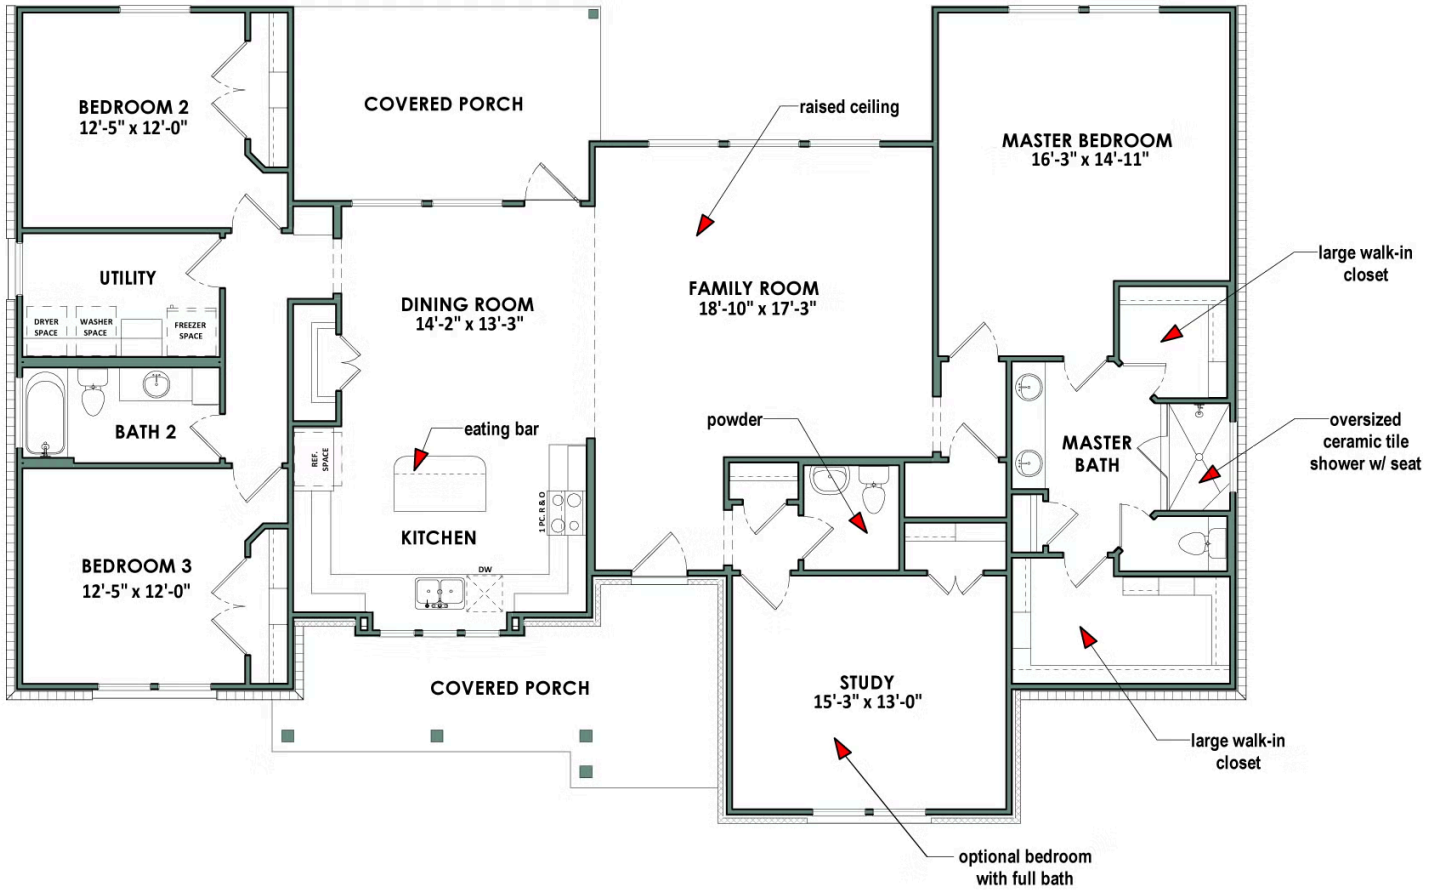 BEDROOM 2
12'-5" x 12'-0"
COVERED PORCH
raised ceiling
MASTER BEDROOM
16'-3" x 14'-11"
large walk-in
closet
UTILITY
DRYER
SPACE
WASHER
SPACE
FREEZER
SPACE
DINING ROOM
14'-2" x 13'-3"
FAMILY ROOM
18'-10" x 17'-3"
BATH 2
eating bar
powder
MASTER
BATH
oversized
ceramic tile
shower w/ seat
REF.
SPACE
1 PC. R & O
KITCHEN
DW
BEDROOM 3
12'-5" x 12'-0"
COVERED PORCH
STUDY
15'-3" x 13'-0"
large walk-in
closet
optional bedroom
with full bath